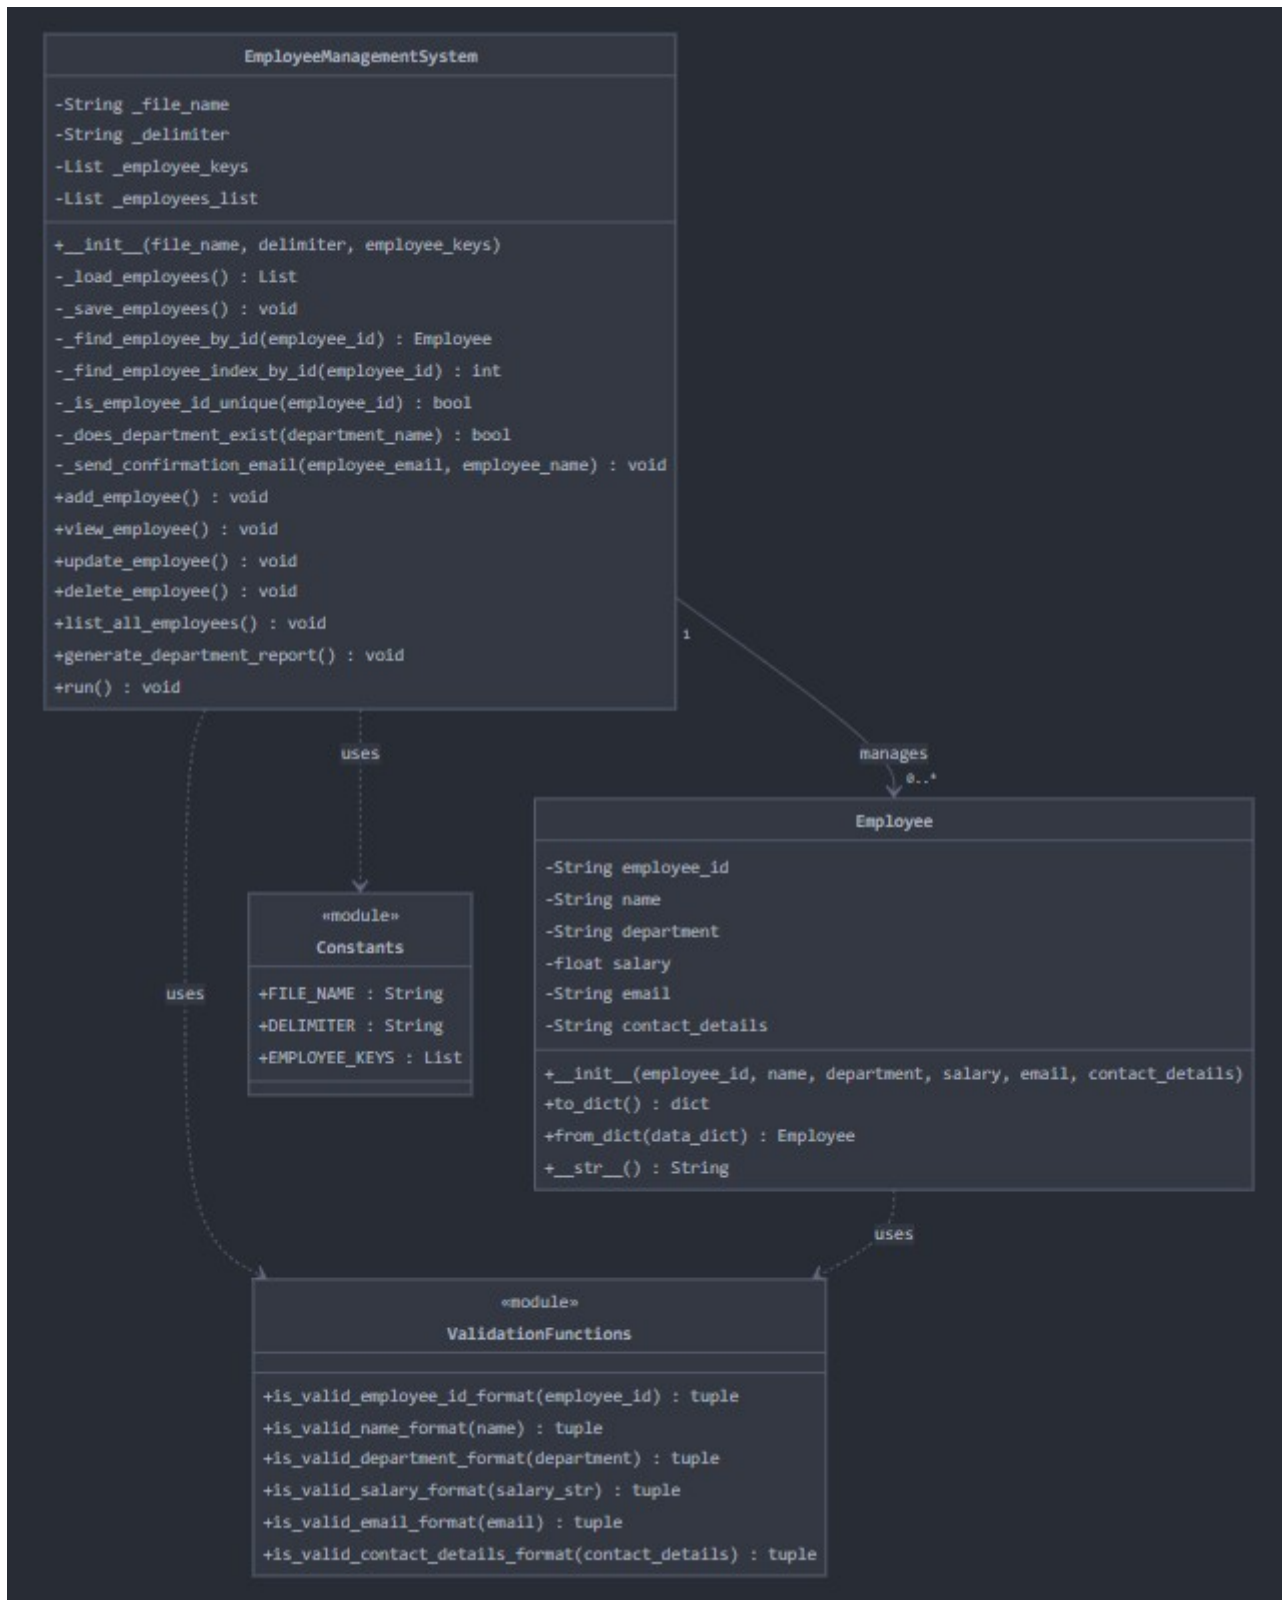 EmployeeManagementSystem
-String _file_name
-String _delimiter
-List _employee_keys
-List _employees_list
+__init__(file_name, delimiter, employee_keys)
-_load_employees() : List
-_save_employees() : void
-_find_employee_by_id(employee_id) : Employee
-_find_employee_index_by_id(employee_id) : int
-_is_employee_id_unique(employee_id) : bool
-_does_department_exist(department_name) : bool
-_send_confirmation_email(employee_email, employee_name) : void
+add_employee() : void
+view_employee() : void
+update_employee() : void
+delete_employee() : void
+list_all_employees() : void
+generate_department_report() : void
+run() : void
1
uses
manages
0..*
Employee
-String employee_id
-String name
-String department
-float salary
-String email
-String contact_details
+__init__(employee_id, name, department, salary, email, contact_details)
+to_dict() : dict
+from_dict(data_dict) : Employee
+__str__() : String
«module»
Constants
+FILE_NAME : String
+DELIMITER : String
+EMPLOYEE_KEYS : List
uses
uses
«module»
ValidationFunctions
+is_valid_employee_id_format(employee_id) : tuple
+is_valid_name_format(name) : tuple
+is_valid_department_format(department) : tuple
+is_valid_salary_format(salary_str) : tuple
+is_valid_email_format(email) : tuple
+is_valid_contact_details_format(contact_details) : tuple